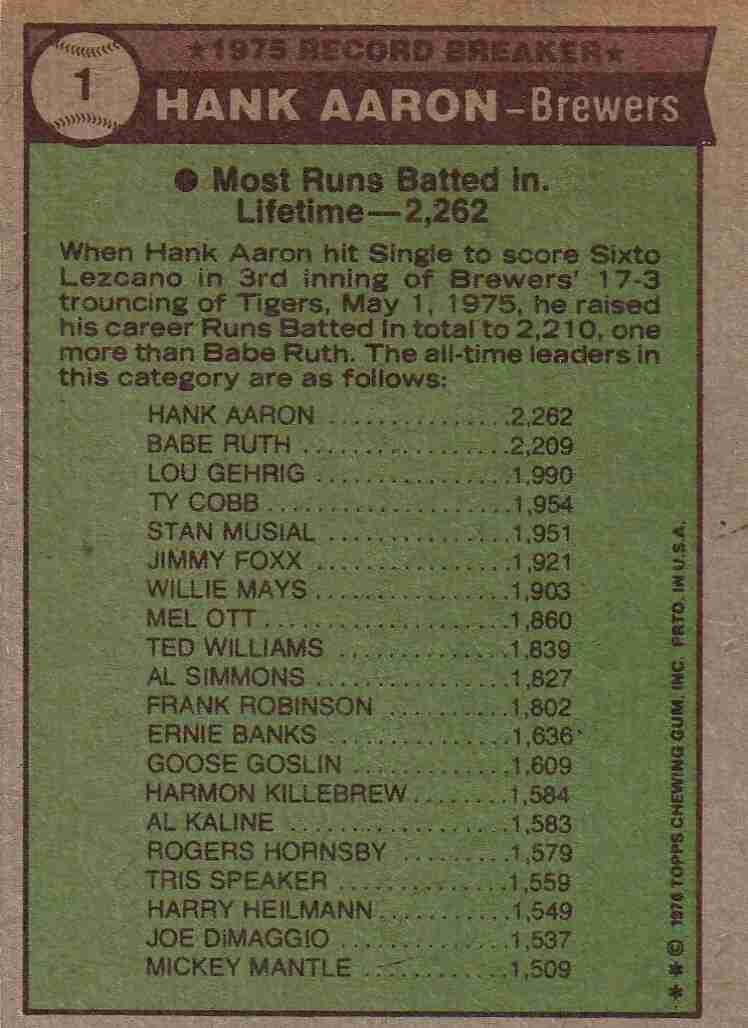 ★1975 RECORD BREAKER★
1
HANK AARON–Brewers
● Most Runs Batted In.
Lifetime—2,262
When Hank Aaron hit Single to score Sixto
Lezcano in 3rd inning of Brewers' 17-3
trouncing of Tigers, May 1, 1975, he raised
his career Runs Batted In total to 2,210, one
more than Babe Ruth. The all-time leaders in
this category are as follows:
HANK AARON ................2,262
BABE RUTH ................2,209
LOU GEHRIG ................1,990
TY COBB ................1,954
STAN MUSIAL ................1,951
JIMMY FOXX ................1,921
WILLIE MAYS ................1,903
MEL OTT ................1,860
TED WILLIAMS ................1,839
AL SIMMONS ................1,827
FRANK ROBINSON ...........1,802
ERNIE BANKS ................1,636
GOOSE GOSLIN ..............1,609
HARMON KILLEBREW ........1,584
AL KALINE ................1,583
ROGERS HORNSBY .........1,579
TRIS SPEAKER ..............1,559
HARRY HEILMANN ..........1,549
JOE DiMAGGIO .............1,537
MICKEY MANTLE ............1,509
* * © 1976 TOPPS CHEWING GUM, INC. PRTD. IN U.S.A.